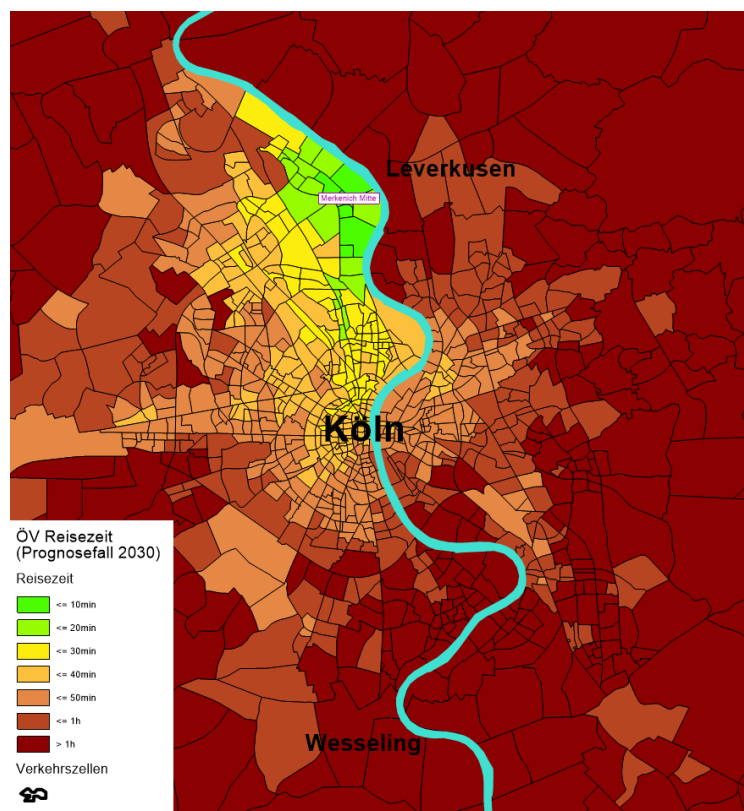 Leverkusen
Merkenich Mitte
Köln
ÖV Reisezeit
(Prognosefall 2030)
Reisezeit
<= 10min
<= 20min
<= 30min
<= 40min
<= 50min
<= 1h
> 1h
Verkehrszellen
Wesseling